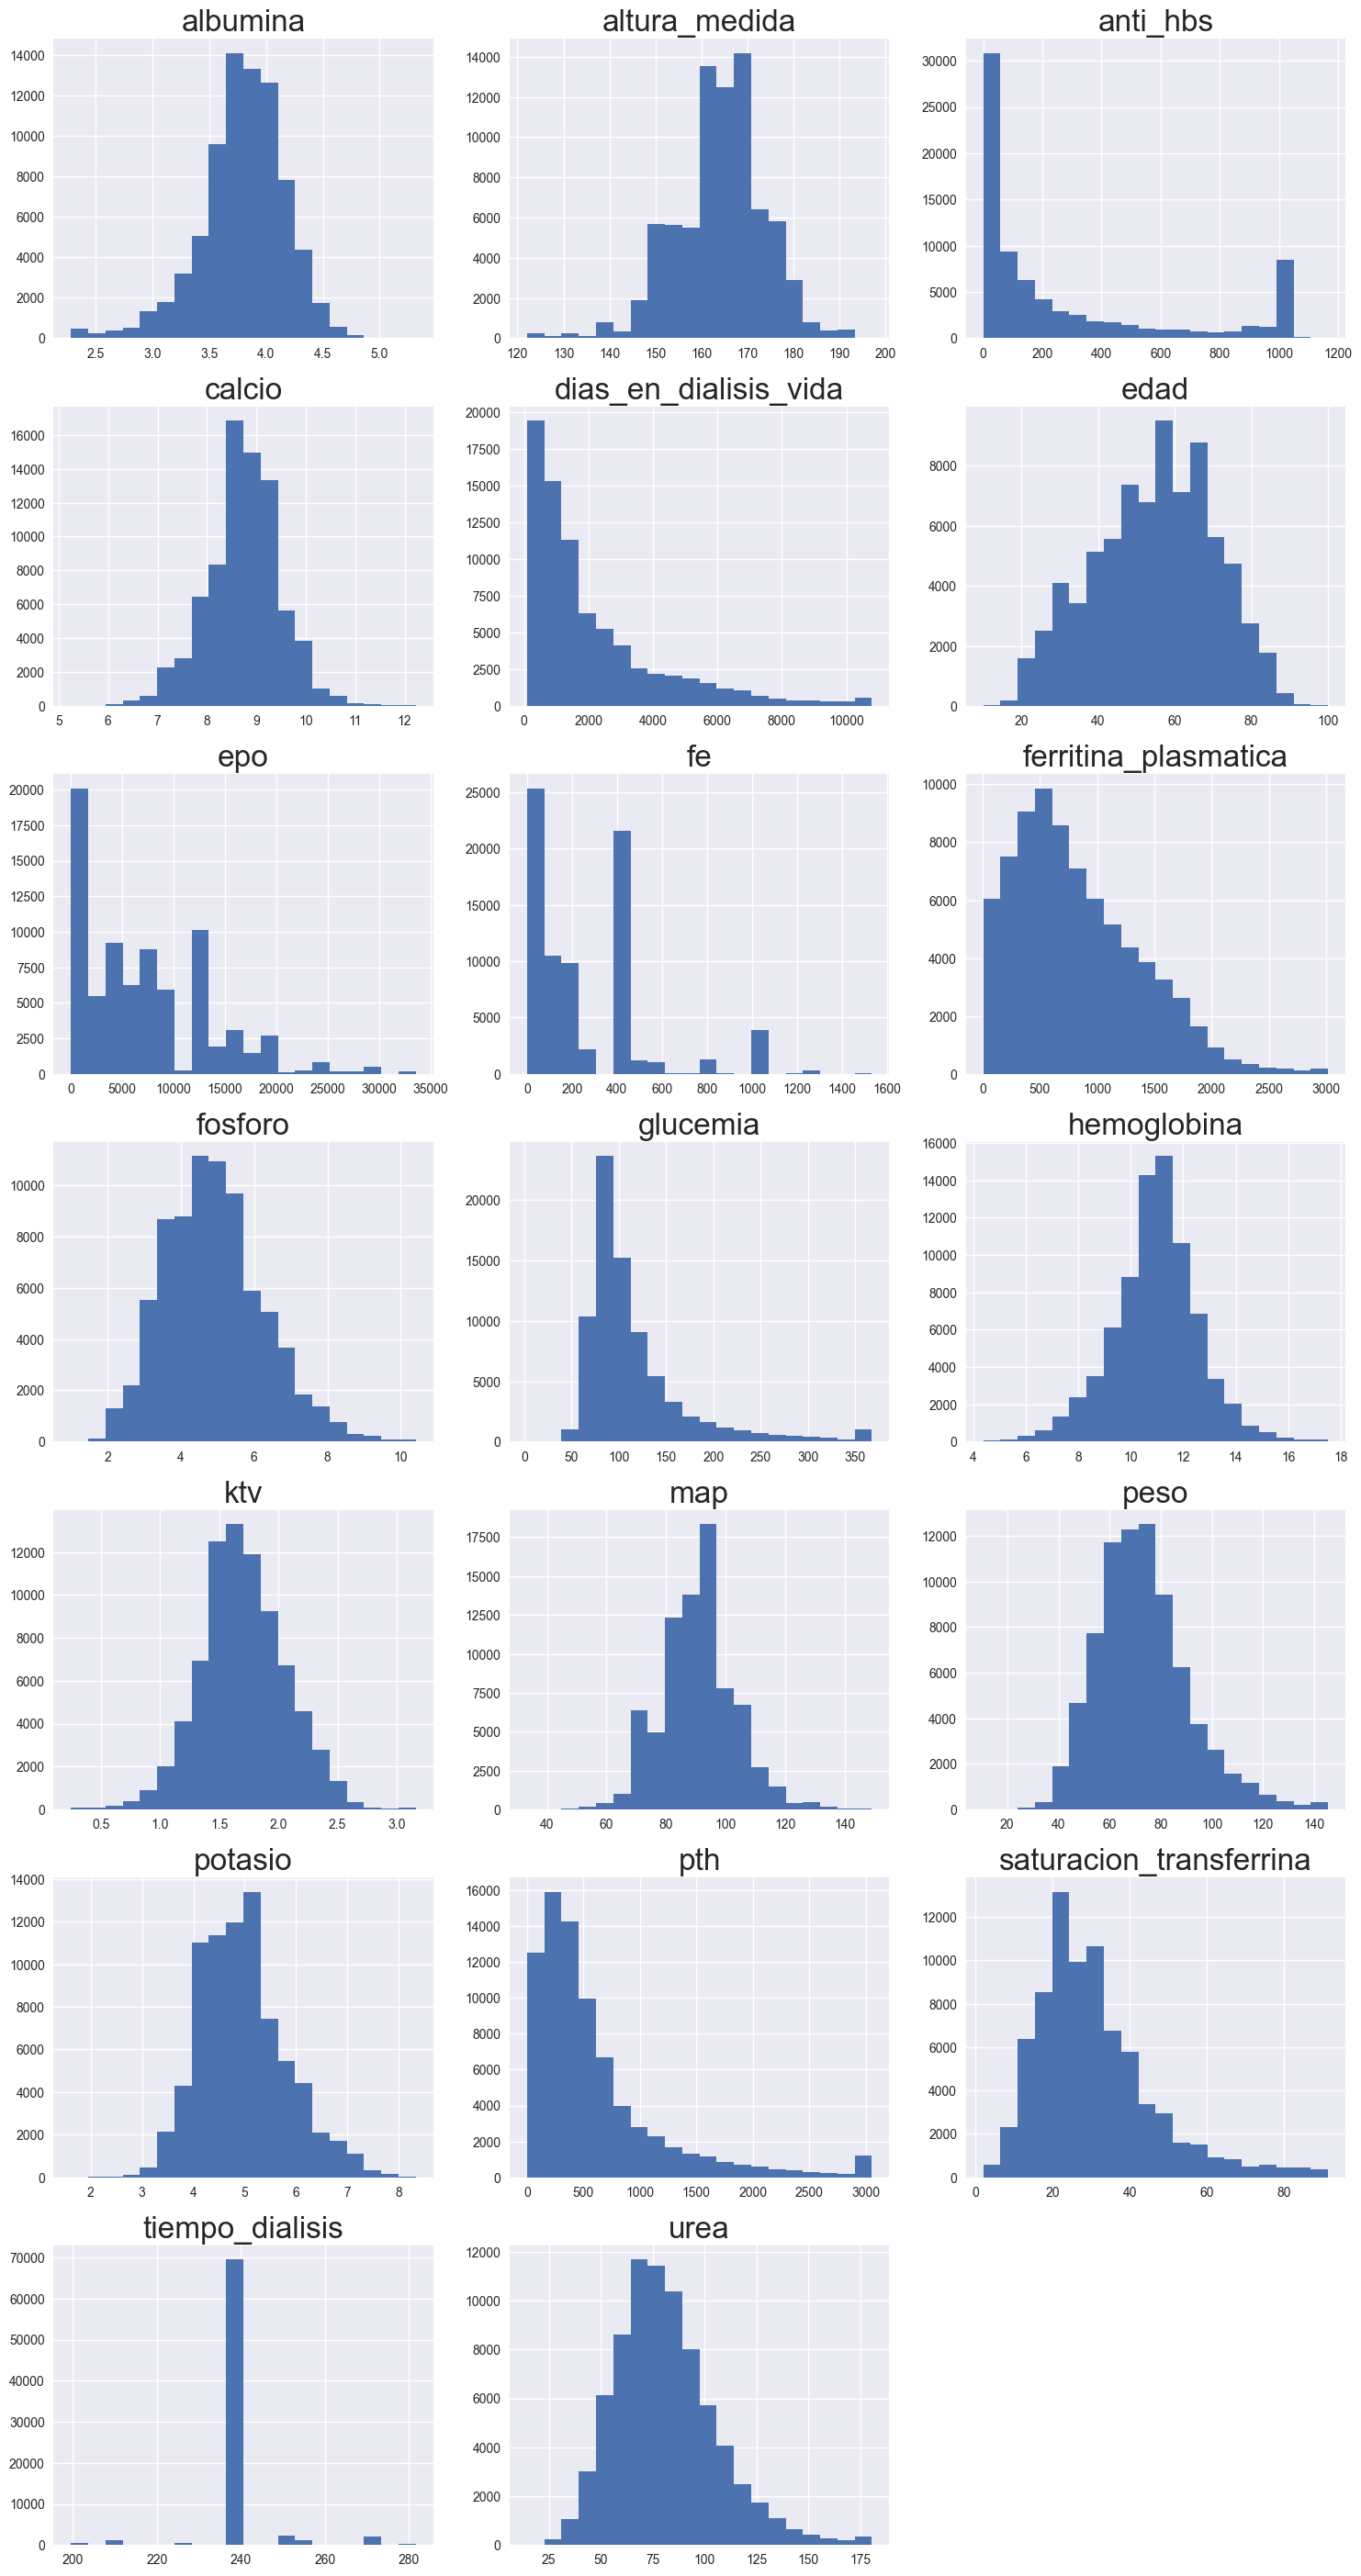 albumina altura_medida anti_hbs
14000 12000 10000 8000 6000 4000 2000 0
2.5 3.0 3.5 4.0 4.5 5.0
14000 12000 10000 8000 6000 4000 2000 0
120 130 140 150 160 170 180 190 200
30000 25000 20000 15000 10000 5000 0
0 200 400 600 800 1000 1200
calcio dias_en_dialisis_vida edad
16000 14000 12000 10000 8000 6000 4000 2000 0
5 6 7 8 9 10 11 12
20000 17500 15000 12500 10000 7500 5000 2500 0
0 2000 4000 6000 8000 10000
8000 6000 4000 2000 0
20 40 60 80 100
epo fe ferritina_plasmatica
20000 17500 15000 12500 10000 7500 5000 2500 0
0 5000 10000 15000 20000 25000 30000 35000
25000 20000 15000 10000 5000 0
0 200 400 600 800 1000 1200 1400 1600
10000 8000 6000 4000 2000 0
0 500 1000 1500 2000 2500 3000
fosforo glucemia hemoglobina
10000 8000 6000 4000 2000 0
2 4 6 8 10
20000 15000 10000 5000 0
0 50 100 150 200 250 300 350
16000 14000 12000 10000 8000 6000 4000 2000 0
4 6 8 10 12 14 16 18
ktv map peso
12000 10000 8000 6000 4000 2000 0
0.5 1.0 1.5 2.0 2.5 3.0
17500 15000 12500 10000 7500 5000 2500 0
40 60 80 100 120 140
12000 10000 8000 6000 4000 2000 0
20 40 60 80 100 120 140
potasio pth saturacion_transferrina
14000 12000 10000 8000 6000 4000 2000 0
2 3 4 5 6 7 8
16000 14000 12000 10000 8000 6000 4000 2000 0
0 500 1000 1500 2000 2500 3000
12000 10000 8000 6000 4000 2000 0
0 20 40 60 80
tiempo_dialisis urea
70000 60000 50000 40000 30000 20000 10000 0
200 220 240 260 280
12000 10000 8000 6000 4000 2000 0
25 50 75 100 125 150 175